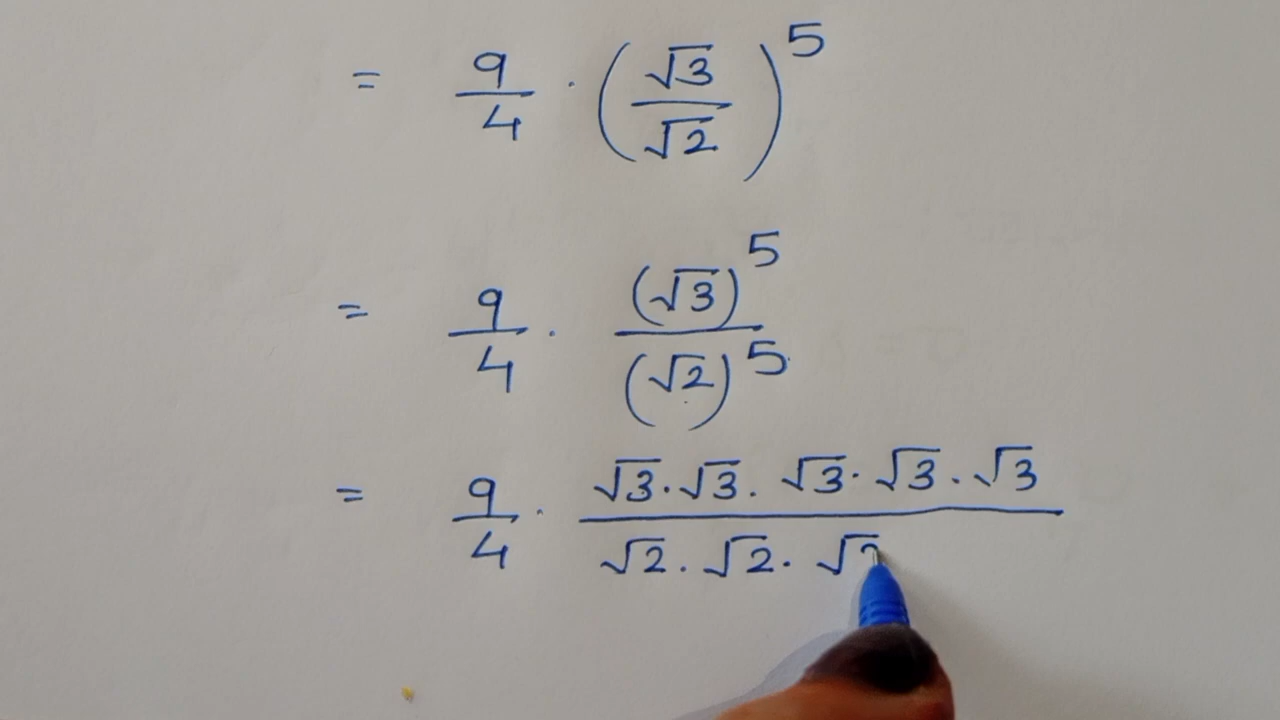 = 9/4 · (√3/√2)^5
= 9/4 · (√3)^5/(√2)^5
= 9/4 · √3·√3·√3·√3·√3/√2·√2·√2